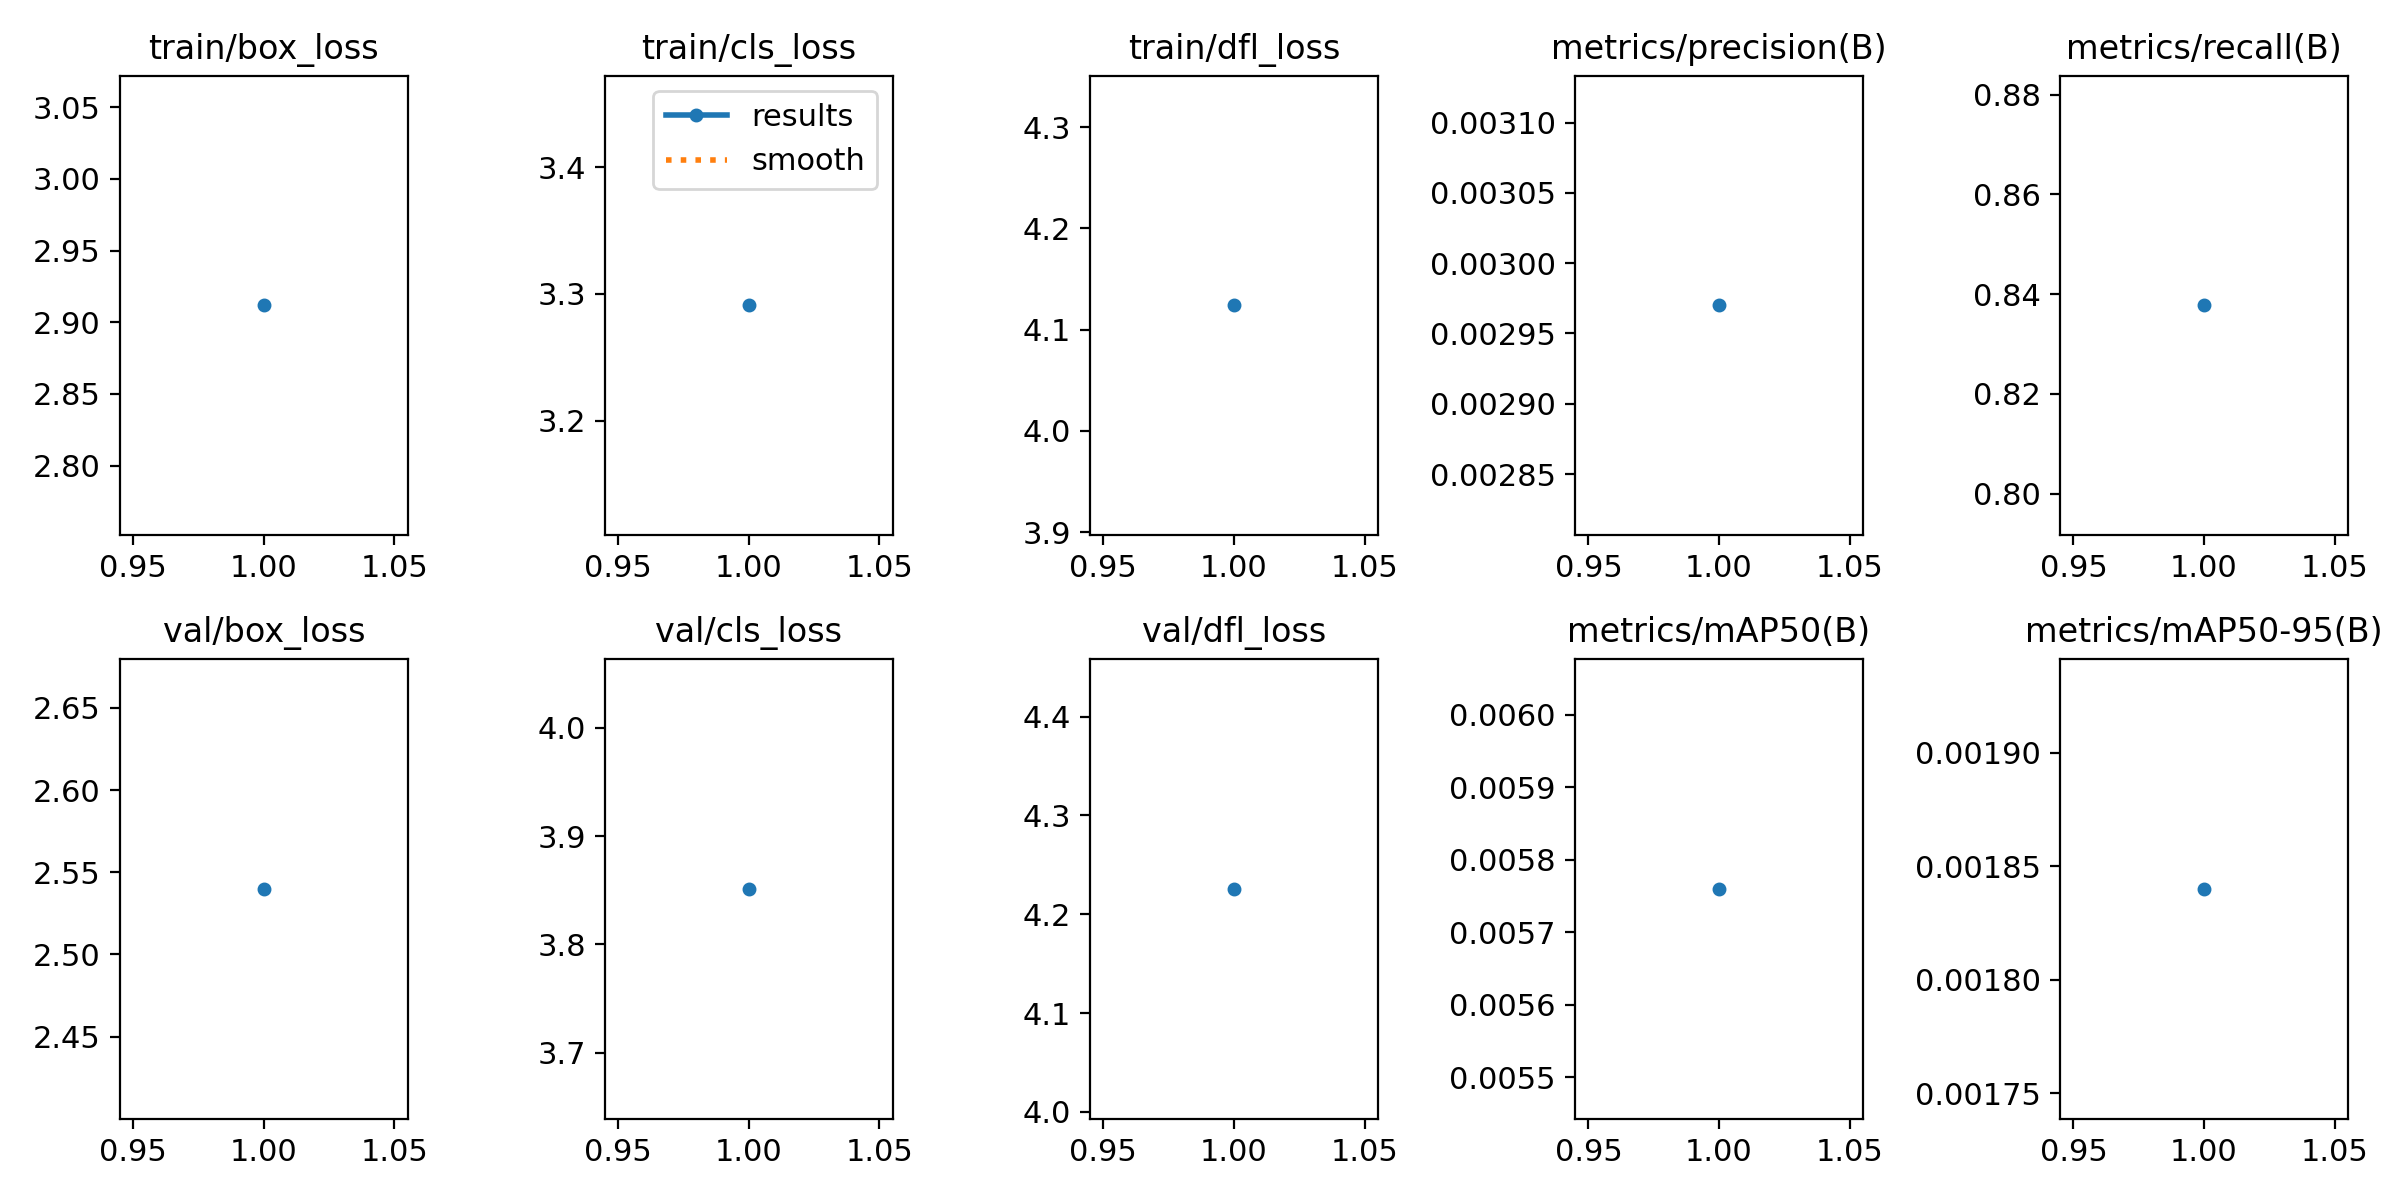 train/box_loss
3.05
3.00
2.95
2.90
2.85
2.80
0.95 1.00 1.05
train/cls_loss
results
smooth
3.4
3.3
3.2
0.95 1.00 1.05
train/dfl_loss
4.3
4.2
4.1
4.0
3.9
0.95 1.00 1.05
metrics/precision(B)
0.00310
0.00305
0.00300
0.00295
0.00290
0.00285
0.95 1.00 1.05
metrics/recall(B)
0.88
0.86
0.84
0.82
0.80
0.95 1.00 1.05
val/box_loss
2.65
2.60
2.55
2.50
2.45
0.95 1.00 1.05
val/cls_loss
4.0
3.9
3.8
3.7
0.95 1.00 1.05
val/dfl_loss
4.4
4.3
4.2
4.1
4.0
0.95 1.00 1.05
metrics/mAP50(B)
0.0060
0.0059
0.0058
0.0057
0.0056
0.0055
0.95 1.00 1.05
metrics/mAP50-95(B)
0.00190
0.00185
0.00180
0.00175
0.95 1.00 1.05